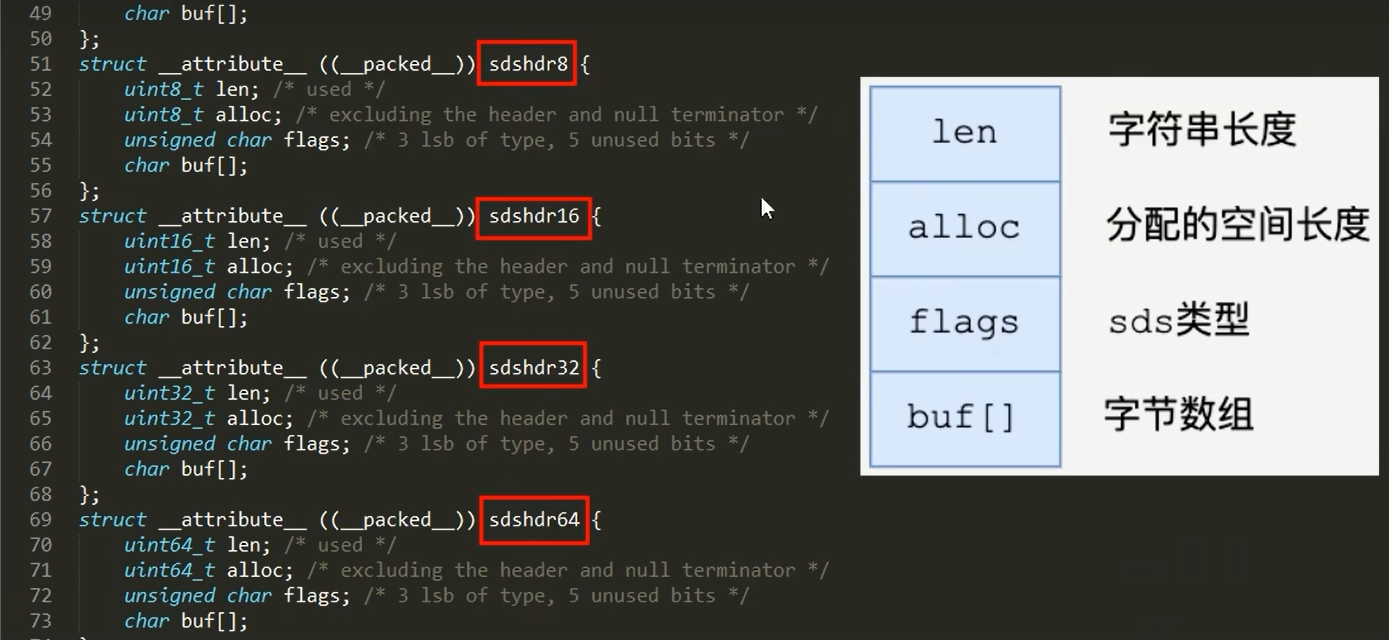 49 char buf[];
50 };
51 struct __attribute__ ((__packed__)) sdshdr8 {
52 uint8_t len; /* used */
53 uint8_t alloc; /* excluding the header and null terminator */
54 unsigned char flags; /* 3 lsb of type, 5 unused bits */
55 char buf[];
56 };
57 struct __attribute__ ((__packed__)) sdshdr16 {
58 uint16_t len; /* used */
59 uint16_t alloc; /* excluding the header and null terminator */
60 unsigned char flags; /* 3 lsb of type, 5 unused bits */
61 char buf[];
62 };
63 struct __attribute__ ((__packed__)) sdshdr32 {
64 uint32_t len; /* used */
65 uint32_t alloc; /* excluding the header and null terminator */
66 unsigned char flags; /* 3 lsb of type, 5 unused bits */
67 char buf[];
68 };
69 struct __attribute__ ((__packed__)) sdshdr64 {
70 uint64_t len; /* used */
71 uint64_t alloc; /* excluding the header and null terminator */
72 unsigned char flags; /* 3 lsb of type, 5 unused bits */
73 char buf[];
len 字符串长度
alloc 分配的空间长度
flags sds类型
buf[] 字节数组